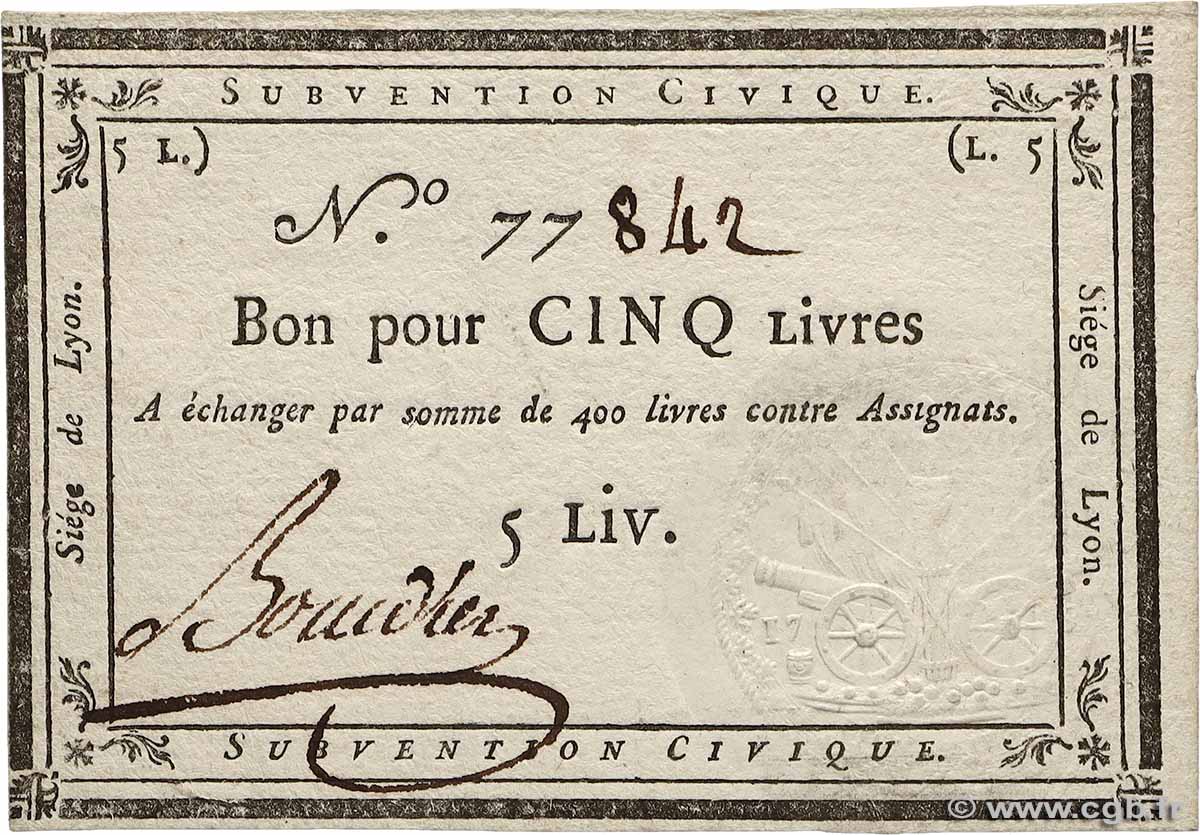 SUBVENTION CIVIQUE.
5 L.) (L. 5
N.º 77842
Bon pour CINQ Livres
A échanger par somme de 400 livres contre Assignats.
5 Liv.
17
Siége de Lyon.
Siége de Lyon.
SUBVENTION CIVIQUE.
© www.cgb.fr